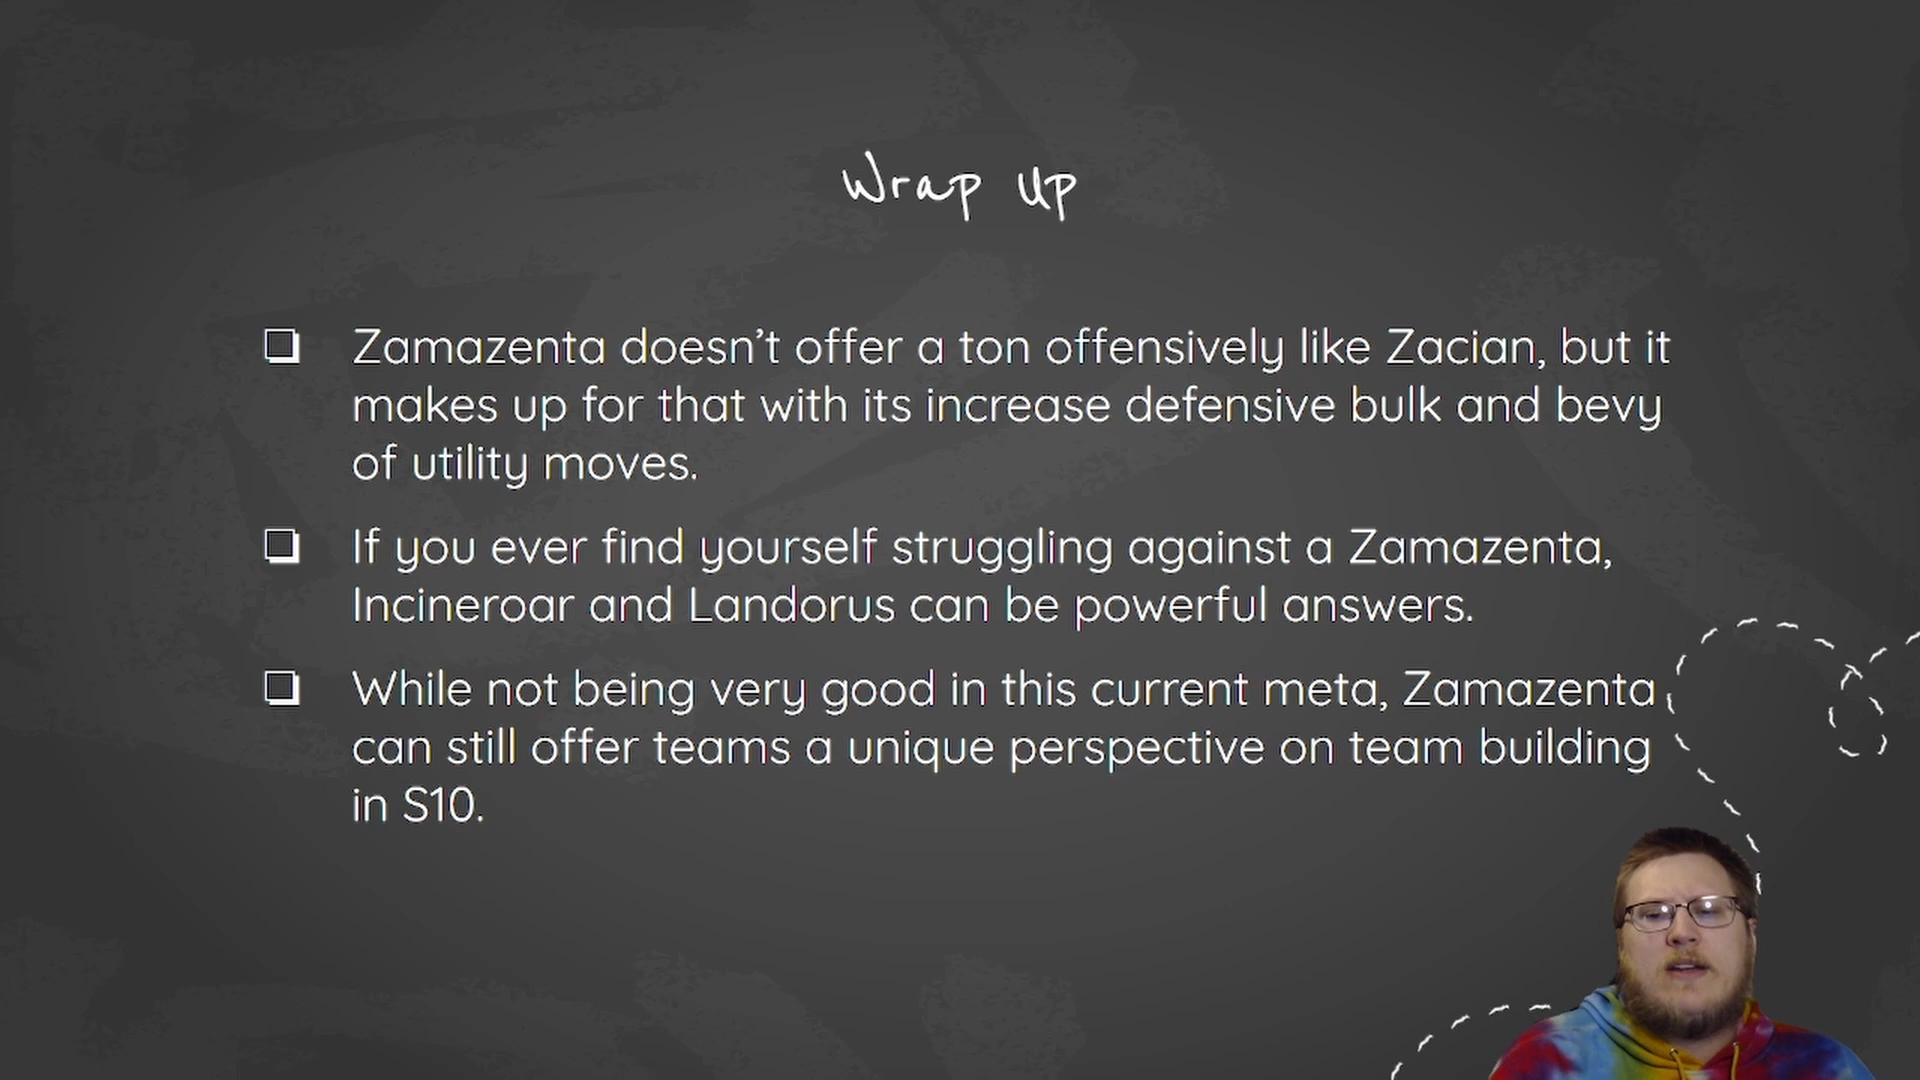 Wrap Up
Zamazenta doesn’t offer a ton offensively like Zacian, but it
makes up for that with its increase defensive bulk and bevy
of utility moves.
If you ever find yourself struggling against a Zamazenta,
Incineroar and Landorus can be powerful answers.
While not being very good in this current meta, Zamazenta
can still offer teams a unique perspective on team building
in S10.